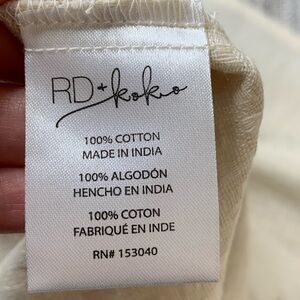 RD+koko
100% COTTON
MADE IN INDIA
100% ALGODÓN
HENCHO EN INDIA
100% COTON
FABRIQUÉ EN INDE
RN# 153040